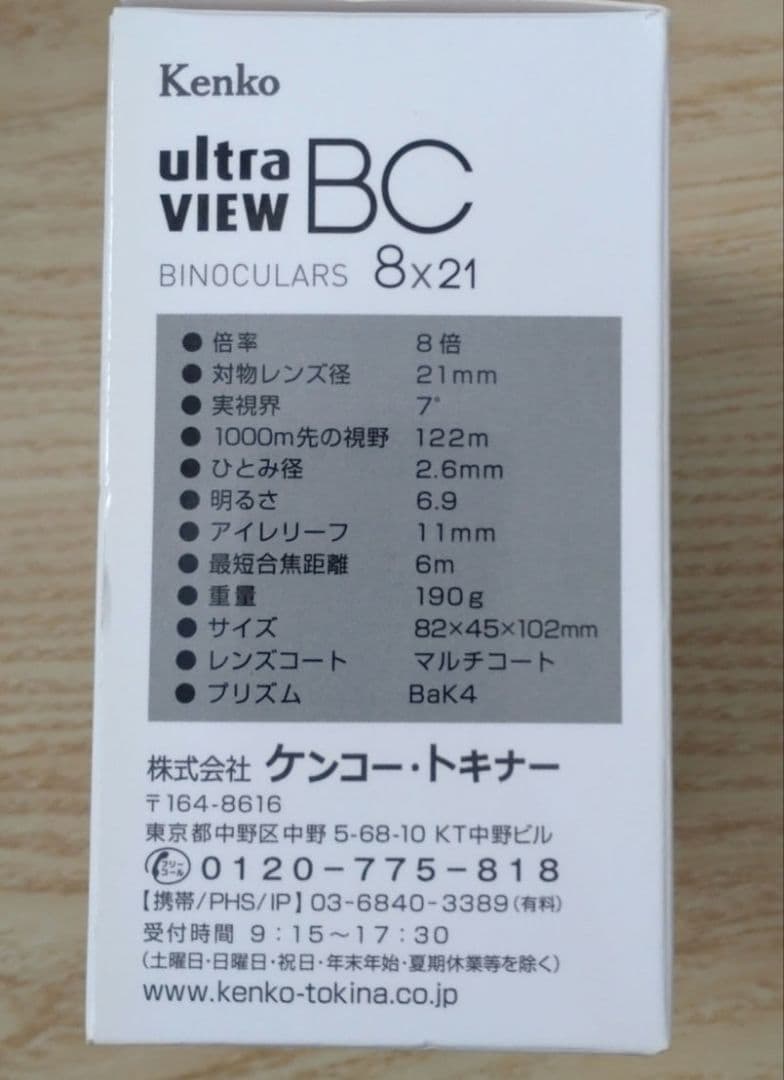 Kenko
ultra
VIEW BC
BINOCULARS 8x21
● 倍率 8倍
● 対物レンズ径 21mm
● 実視界 7°
● 1000m先の視野 122m
● ひとみ径 2.6mm
● 明るさ 6.9
● アイレリーフ 11mm
● 最短合焦距離 6m
● 重量 190g
● サイズ 82×45×102mm
● レンズコート マルチコート
● プリズム BaK4
株式会社 ケンコー・トキナー
〒164-8616
東京都中野区中野 5-68-10 KT中野ビル
フリーコール 0120-775-818
【携帯/PHS/IP】03-6840-3389(有料)
受付時間 9:15～17:30
(土曜日・日曜日・祝日・年末年始・夏期休業等を除く)
www.kenko-tokina.co.jp